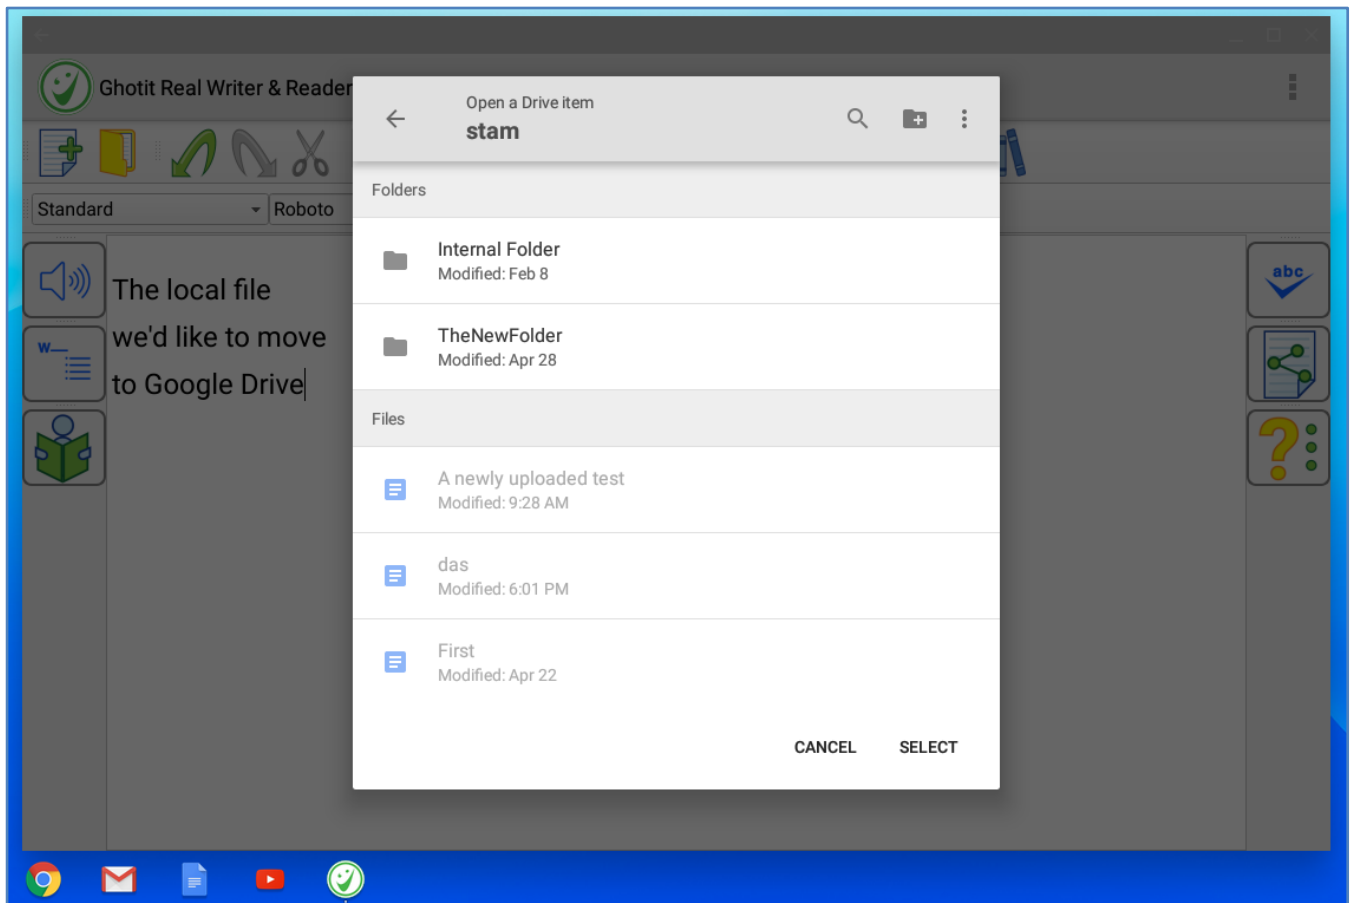 Ghotit Real Writer & Reader
Open a Drive item
stam
Standard
Roboto
Folders
Internal Folder
Modified: Feb 8
TheNewFolder
Modified: Apr 28
Files
A newly uploaded test
Modified: 9:28 AM
das
Modified: 6:01 PM
First
Modified: Apr 22
CANCEL SELECT
The local file
we'd like to move
to Google Drive
W
abc